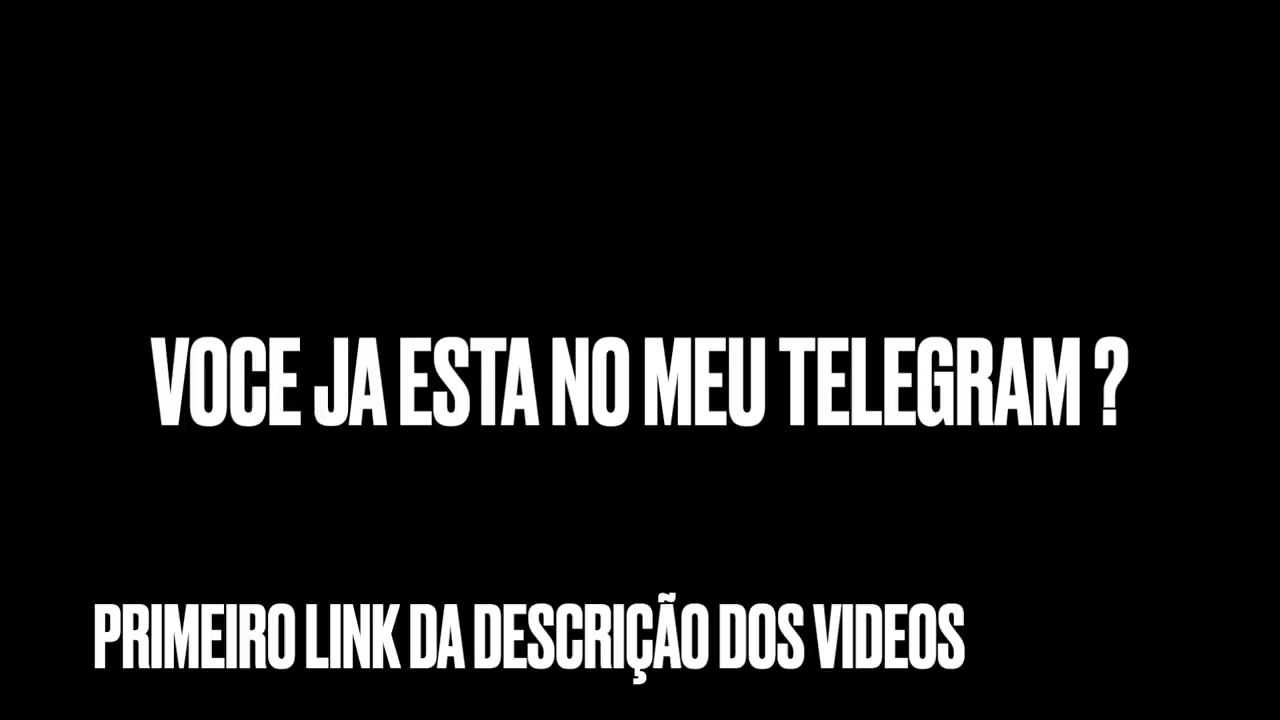 VOCE JA ESTA NO MEU TELEGRAM ?
PRIMEIRO LINK DA DESCRIÇÃO DOS VIDEOS